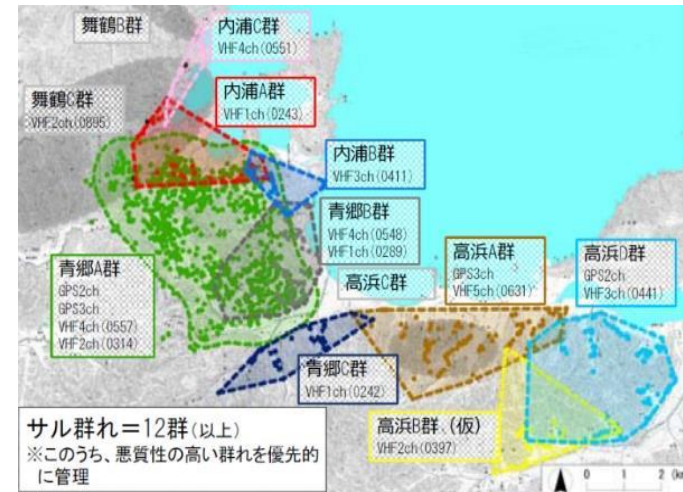 舞鶴B群
内浦C群
VHF4ch(0551)
舞鶴C群
VHF2ch(0895)
内浦A群
VHF1ch(0243)
内浦B群
VHF3ch(0411)
青郷B群
VHF4ch(0548)
VHF1ch(0289)
青郷A群
GPS2ch
GPS3ch
VHF4ch(0557)
VHF2ch(0314)
高浜C群
高浜A群
GPS3ch
VHF5ch(0631)
高浜D群
GPS2ch
VHF3ch(0441)
青郷C群
VHF1ch(0242)
高浜B群(仮)
VHF2ch(0397)
サル群れ=12群(以上)
※このうち、悪質性の高い群れを優先的
に管理
0 1 2 (k